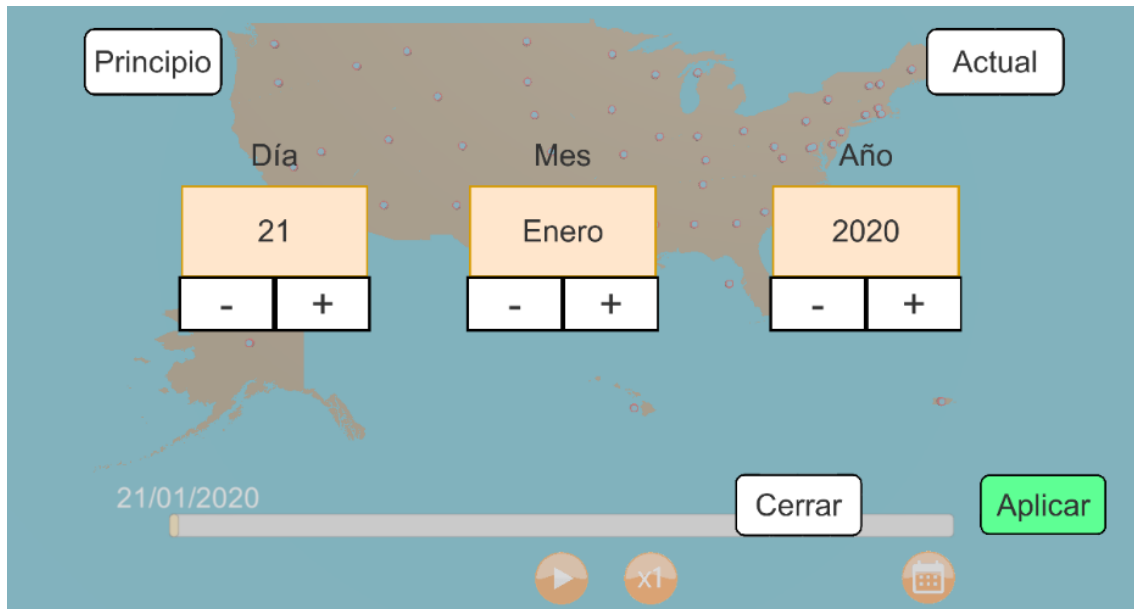 Principio
Actual
Día
Mes
Año
21
Enero
2020
- +
- +
- +
21/01/2020
Cerrar
Aplicar
x1